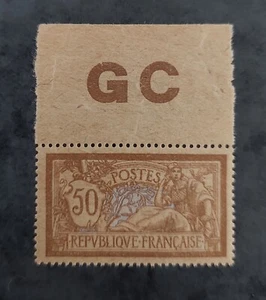 GC
POSTES
50
REPVBLIQVE·FRANÇAISE